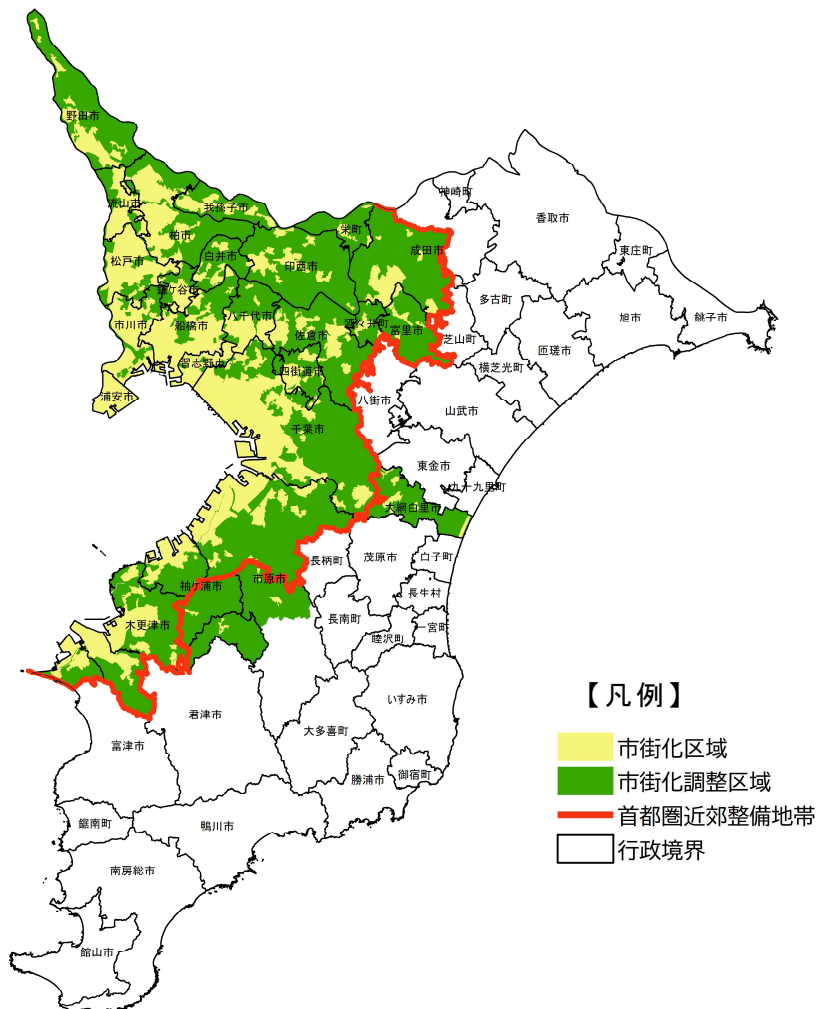 野田市
流山市
我孫子市
柏市
栄町
神崎町
香取市
成田市
東庄町
松戸市
白井市
印西市
鎌ケ谷市
多古町
旭市
銚子市
市川市
船橋市
八千代市
佐倉市
酒々井町
富里市
芝山町
匝瑳市
習志野市
四街道市
横芝光町
浦安市
八街市
山武市
千葉市
東金市
九十九里町
大網白里市
長柄町
茂原市
白子町
市原市
袖ケ浦市
長生村
木更津市
長南町
睦沢町
一宮町
いすみ市
君津市
大多喜町
富津市
御宿町
勝浦市
鋸南町
鴨川市
南房総市
館山市
【凡例】
市街化区域
市街化調整区域
首都圏近郊整備地帯
行政境界